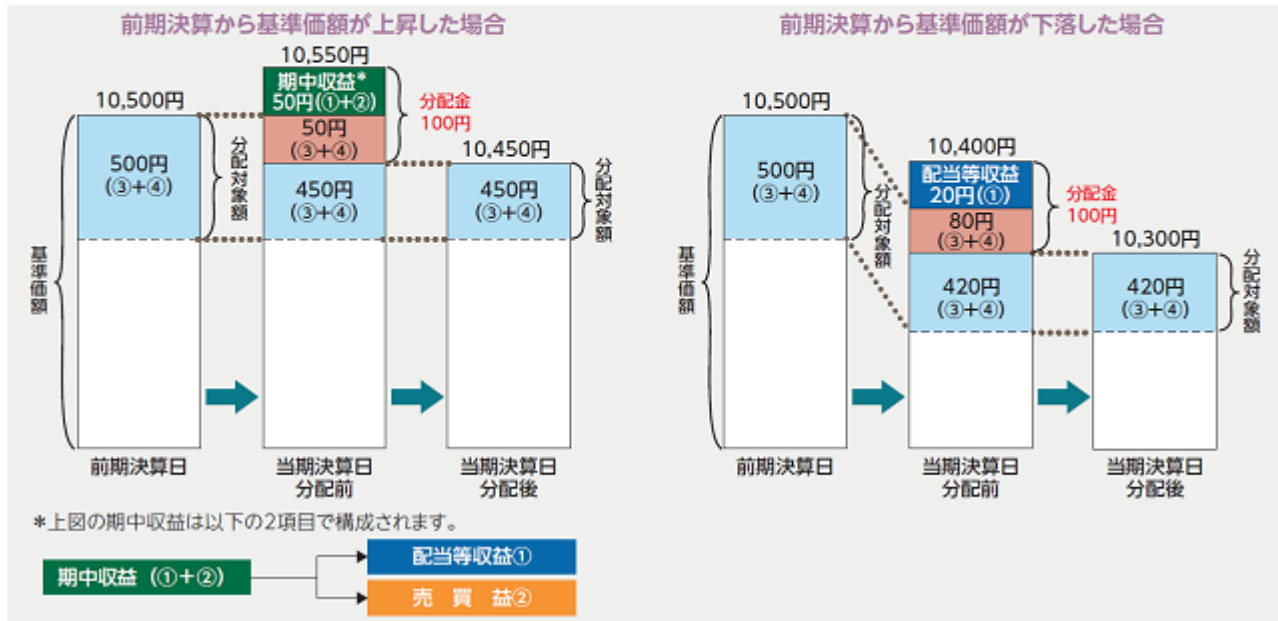 前期決算から基準価額が上昇した場合
10,500円
500円
(③+④)
分配対象額
基準価額
前期決算日
10,550円
期中収益*
50円(①+②)
50円
(③+④)
450円
(③+④)
分配金
100円
当期決算日
分配前
10,450円
450円
(③+④)
分配対象額
当期決算日
分配後
前期決算から基準価額が下落した場合
10,500円
500円
(③+④)
分配対象額
基準価額
前期決算日
10,400円
配当等収益
20円(①)
80円
(③+④)
420円
(③+④)
分配金
100円
当期決算日
分配前
10,300円
420円
(③+④)
分配対象額
当期決算日
分配後
*上図の期中収益は以下の2項目で構成されます。
期中収益 (①+②)
配当等収益①
売 買 益②